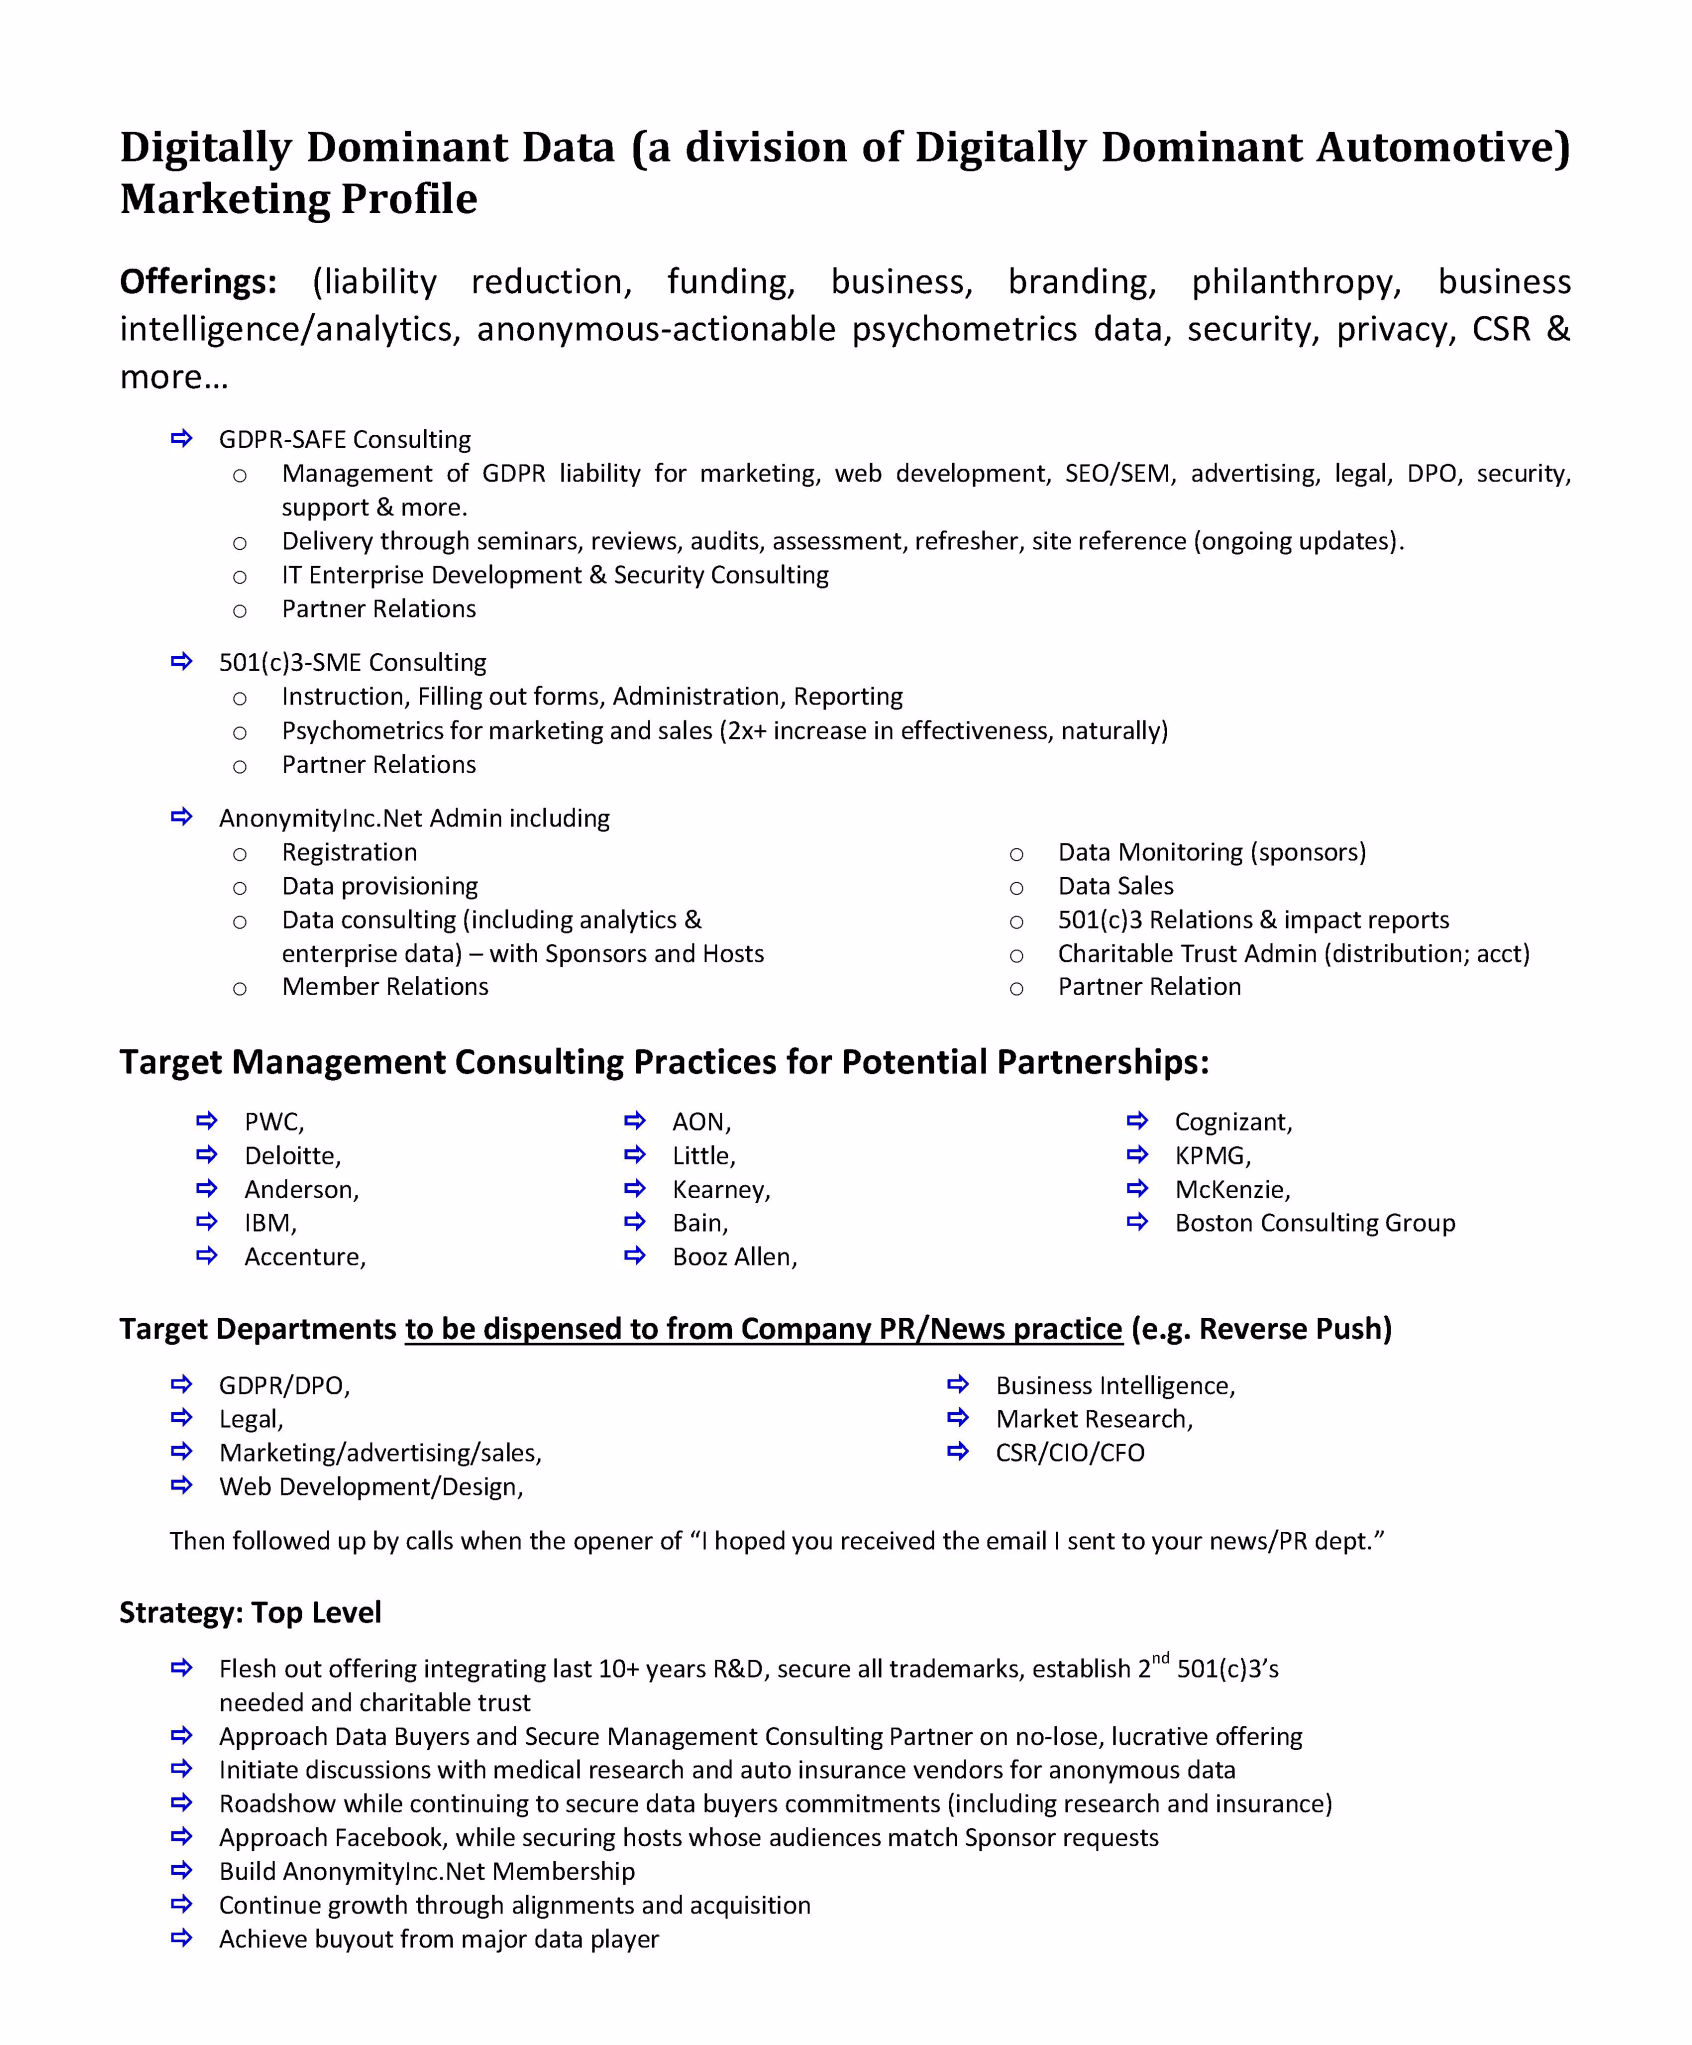 Digitally Dominant Data (a division of Digitally Dominant Automotive)
Marketing Profile
Offerings: (liability reduction, funding, business, branding, philanthropy, business
intelligence/analytics, anonymous-actionable psychometrics data, security, privacy, CSR &
more...
⇨ GDPR-SAFE Consulting
o Management of GDPR liability for marketing, web development, SEO/SEM, advertising, legal, DPO, security,
support & more.
o Delivery through seminars, reviews, audits, assessment, refresher, site reference (ongoing updates).
o IT Enterprise Development & Security Consulting
o Partner Relations
⇨ 501(c)3-SME Consulting
o Instruction, Filling out forms, Administration, Reporting
o Psychometrics for marketing and sales (2x+ increase in effectiveness, naturally)
o Partner Relations
⇨ AnonymityInc.Net Admin including
o Registration
o Data provisioning
o Data consulting (including analytics &
enterprise data) – with Sponsors and Hosts
o Member Relations
o Data Monitoring (sponsors)
o Data Sales
o 501(c)3 Relations & impact reports
o Charitable Trust Admin (distribution; acct)
o Partner Relation
Target Management Consulting Practices for Potential Partnerships:
⇨ PWC,
⇨ Deloitte,
⇨ Anderson,
⇨ IBM,
⇨ Accenture,
⇨ AON,
⇨ Little,
⇨ Kearney,
⇨ Bain,
⇨ Booz Allen,
⇨ Cognizant,
⇨ KPMG,
⇨ McKenzie,
⇨ Boston Consulting Group
Target Departments to be dispensed to from Company PR/News practice (e.g. Reverse Push)
⇨ GDPR/DPO,
⇨ Legal,
⇨ Marketing/advertising/sales,
⇨ Web Development/Design,
⇨ Business Intelligence,
⇨ Market Research,
⇨ CSR/CIO/CFO
Then followed up by calls when the opener of “I hoped you received the email I sent to your news/PR dept.”
Strategy: Top Level
⇨ Flesh out offering integrating last 10+ years R&D, secure all trademarks, establish 2nd 501(c)3’s
needed and charitable trust
⇨ Approach Data Buyers and Secure Management Consulting Partner on no-lose, lucrative offering
⇨ Initiate discussions with medical research and auto insurance vendors for anonymous data
⇨ Roadshow while continuing to secure data buyers commitments (including research and insurance)
⇨ Approach Facebook, while securing hosts whose audiences match Sponsor requests
⇨ Build AnonymityInc.Net Membership
⇨ Continue growth through alignments and acquisition
⇨ Achieve buyout from major data player